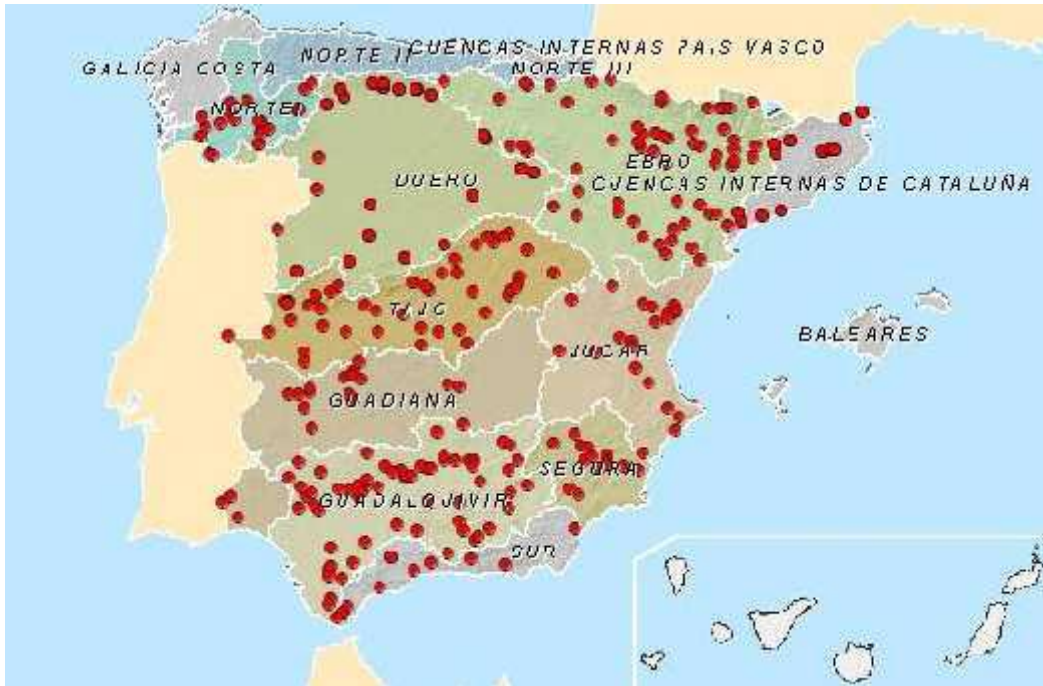 CUENCAS INTERNAS PAIS VASCO
NORTE II
GALICIA COSTA
NORTE III
NORTE I
EBRO
DUERO
CUENCAS INTERNAS DE CATALUÑA
TAJO
BALEARES
JUCAR
GUADIANA
SEGURA
GUADALQUIVIR
SUR